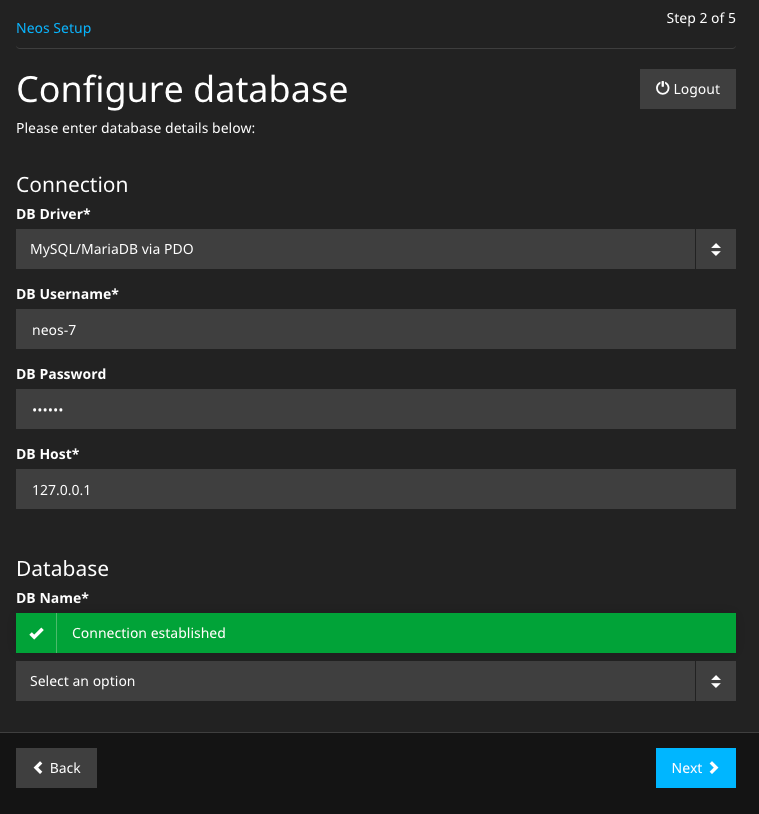 Neos Setup
Step 2 of 5
Configure database
Logout
Please enter database details below:
Connection
DB Driver*
MySQL/MariaDB via PDO
DB Username*
neos-7
DB Password
••••••
DB Host*
127.0.0.1
Database
DB Name*
Connection established
Select an option
Back
Next